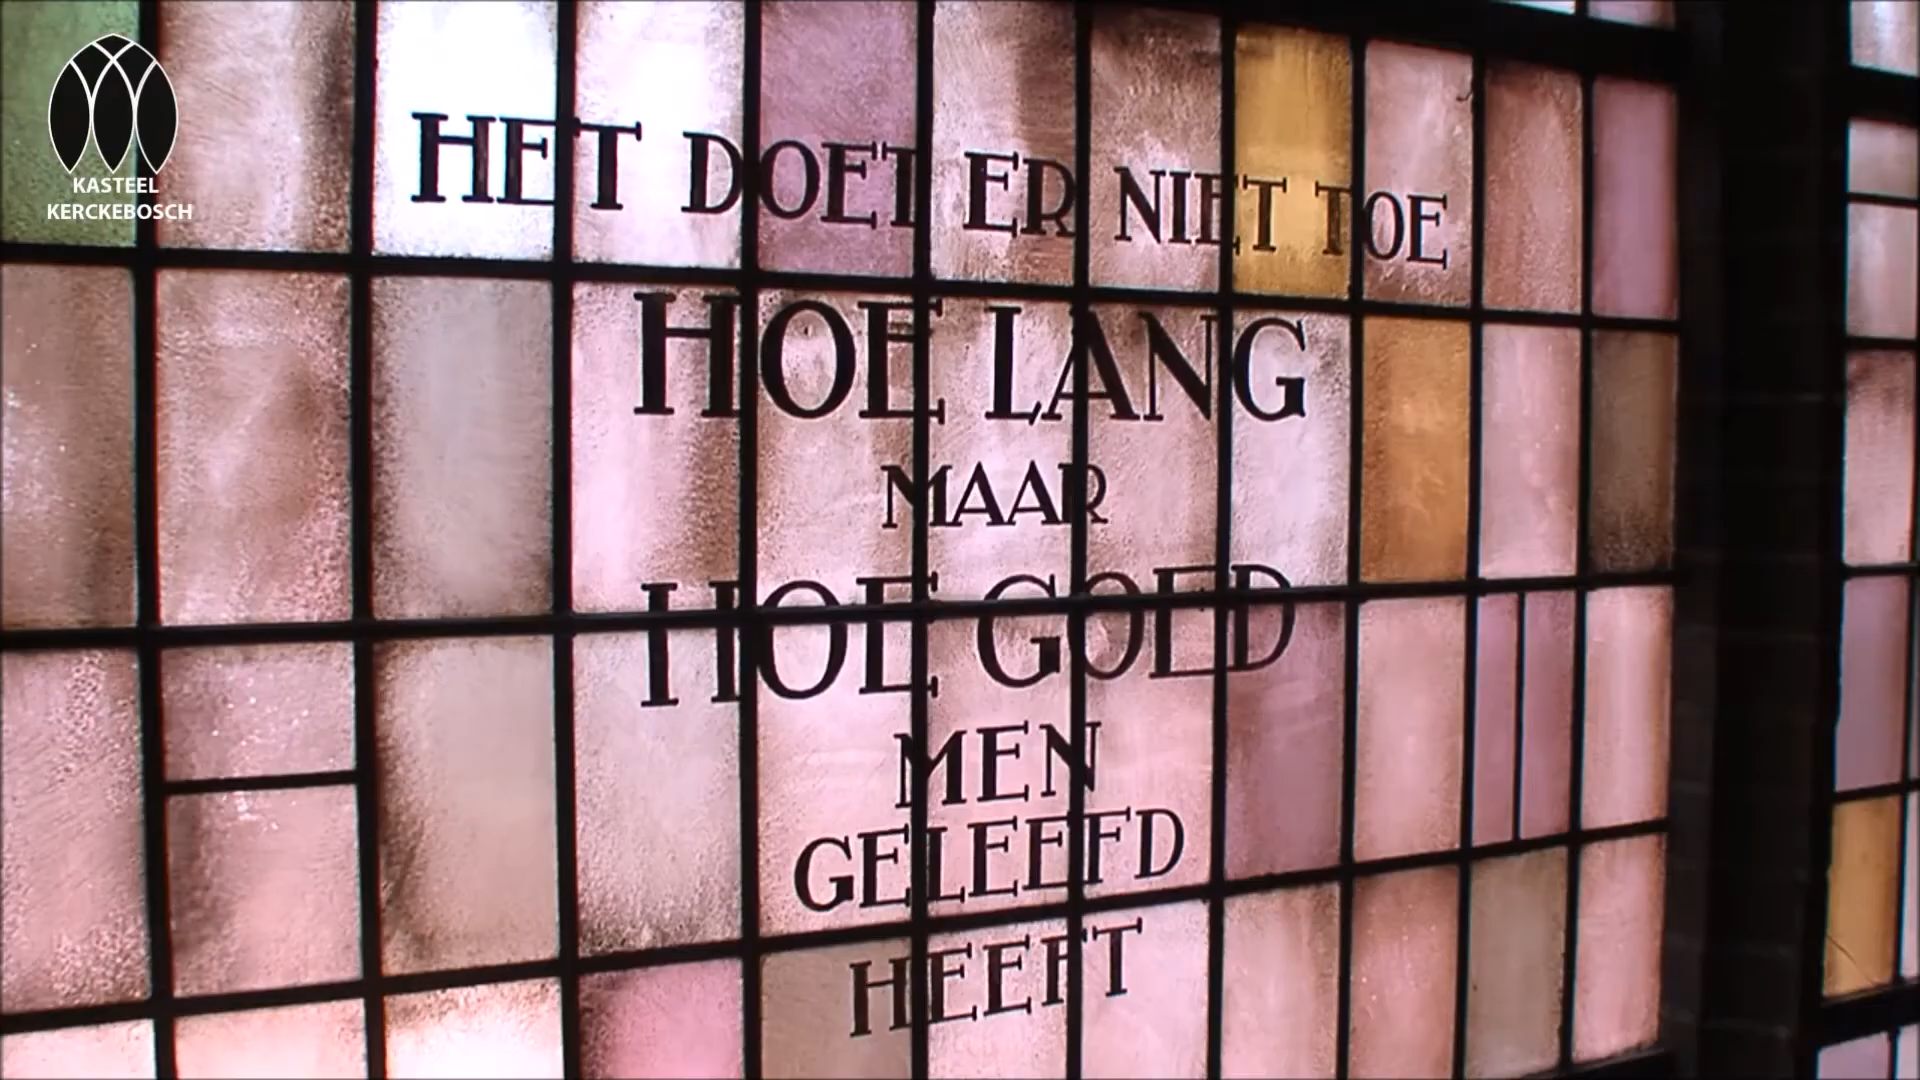 KASTEEL
KERCKEBOSCH
HET DOET ER NIET TOE
HOE LANG
MAAR
HOE GOED
MEN
GELEEFD
HEEFT